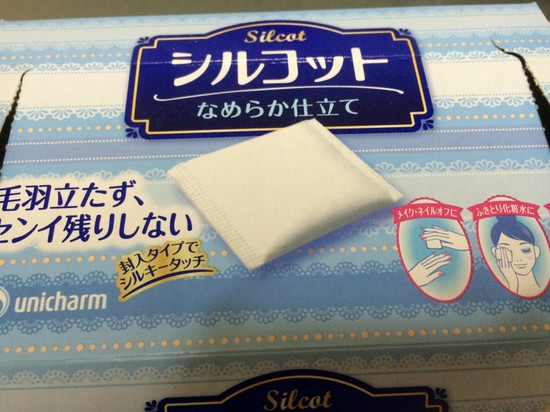 Silcot
シルコット
なめらか仕立て
毛羽立たず、
センイ残りしない
封入タイプで
シルキータッチ
メイク・ネイルオフに
ふきとり化粧水に
unicharm
Silcot